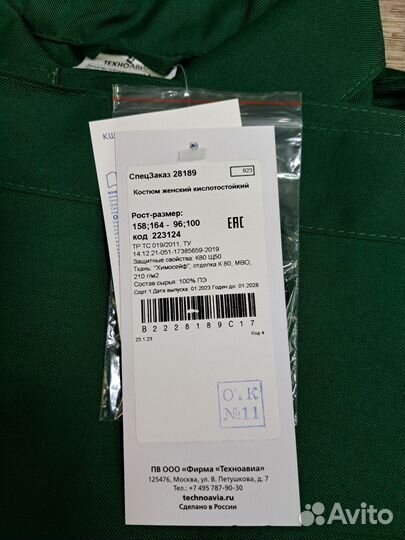 ТЕХНОАВИА
КЩ
СпецЗаказ 28189
923
Костюм женский кислотостойкий
Рост-размер:
158;164 - 96;100
код 223124
EAC
ТР ТС 019/2011, ТУ
14.12.21-051-17385659-2019
Защитные свойства: К80 Щ50
Ткань: "Химосейф", отделка К 80, МВО,
210 г/м2
Состав сырья: 100% ПЭ
Сорт 1 Дата выпуска 01.2023 Годен до 01.2028
B2228189C17
23.1.23
Код 4
ОТК
№11
ПВ ООО «Фирма «Техноавиа»
125476, Москва, ул. В. Петушкова, д. 7
Тел.: +7 495 787-90-30
technoavia.ru
Сделано в России
Avito